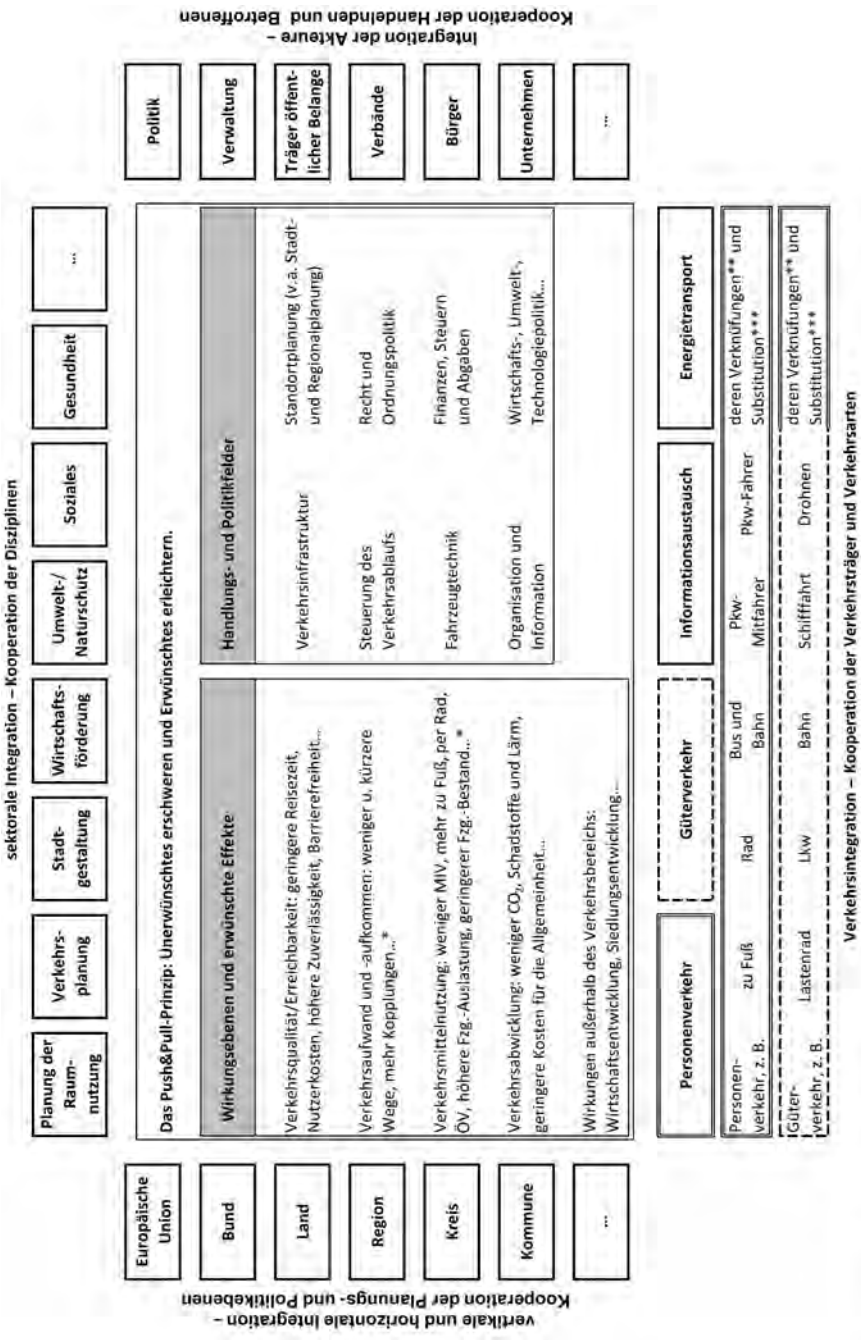 sektorale Integration – Kooperation der Disziplinen
Planung der
Raum-
nutzung
Verkehrs-
planung
Stadt-
gestaltung
Wirtschafts-
förderung
Umwelt-/
Naturschutz
Soziales
Gesundheit
...
vertikale und horizontale Integration –
Kooperation der Planungs- und Politikebenen
Europäische
Union
Bund
Land
Region
Kreis
Kommune
...
Das Push&Pull-Prinzip: Unerwünschtes erschweren und Erwünschtes erleichtern.
Wirkungsebenen und erwünschte Effekte
Verkehrsqualität/Erreichbarkeit: geringere Reisezeit,
Nutzerkosten, höhere Zuverlässigkeit, Barrierefreiheit...
Verkehrsaufwand und -aufkommen: weniger u. kürzere
Wege, mehr Kopplungen...*
Verkehrsmittelnutzung: weniger MIV, mehr zu Fuß, per Rad,
ÖV, höhere Fzg.-Auslastung, geringerer Fzg.-Bestand...*
Verkehrsabwicklung: weniger CO₂, Schadstoffe und Lärm,
geringere Kosten für die Allgemeinheit...
Wirkungen außerhalb des Verkehrsbereichs:
Wirtschaftsentwicklung, Siedlungsentwicklung...
Handlungs- und Politikfelder
Verkehrsinfrastruktur
Steuerung des
Verkehrsablaufs
Fahrzeugtechnik
Organisation und
Information
Standortplanung (v.a. Stadt-
und Regionalplanung)
Recht und
Ordnungspolitik
Finanzen, Steuern
und Abgaben
Wirtschafts-, Umwelt-,
Technologiepolitik...
Politik
Verwaltung
Träger öffent-
licher Belange
Verbände
Bürger
Unternehmen
...
Integration der Akteure –
Kooperation der Handelnden und Betroffenen
Personenverkehr
Güterverkehr
Informationsaustausch
Energietransport
Personen-
verkehr, z. B.
zu Fuß
Rad
Bus und
Bahn
Pkw-
Mitfahrer
Pkw-Fahrer
deren Verknüfungen** und
Substitution***
Güter-
verkehr, z. B.
Lastenrad
Lkw
Bahn
Schifffahrt
Drohnen
deren Verknüfungen** und
Substitution***
Verkehrsintegration – Kooperation der Verkehrsträger und Verkehrsarten